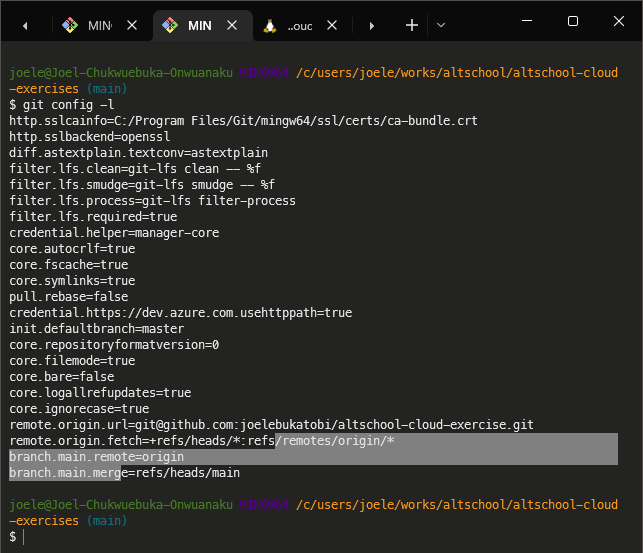 MIN
MIN
..ouc
joele@Joel-Chukwuebuka-Onwuanaku MINGW64 /c/users/joele/works/altschool/altschool-cloud
-exercises (main)
$ git config -l
http.sslcainfo=C:/Program Files/Git/mingw64/ssl/certs/ca-bundle.crt
http.sslbackend=openssl
diff.astextplain.textconv=astextplain
filter.lfs.clean=git-lfs clean -- %f
filter.lfs.smudge=git-lfs smudge -- %f
filter.lfs.process=git-lfs filter-process
filter.lfs.required=true
credential.helper=manager-core
core.autocrlf=true
core.fscache=true
core.symlinks=true
pull.rebase=false
credential.https://dev.azure.com.usehttppath=true
init.defaultbranch=master
core.repositoryformatversion=0
core.filemode=true
core.bare=false
core.logallrefupdates=true
core.ignorecase=true
remote.origin.url=git@github.com:joelebukatobi/altschool-cloud-exercise.git
remote.origin.fetch=+refs/heads/*:refs/remotes/origin/*
branch.main.remote=origin
branch.main.merge=refs/heads/main
joele@Joel-Chukwuebuka-Onwuanaku MINGW64 /c/users/joele/works/altschool/altschool-cloud
-exercises (main)
$